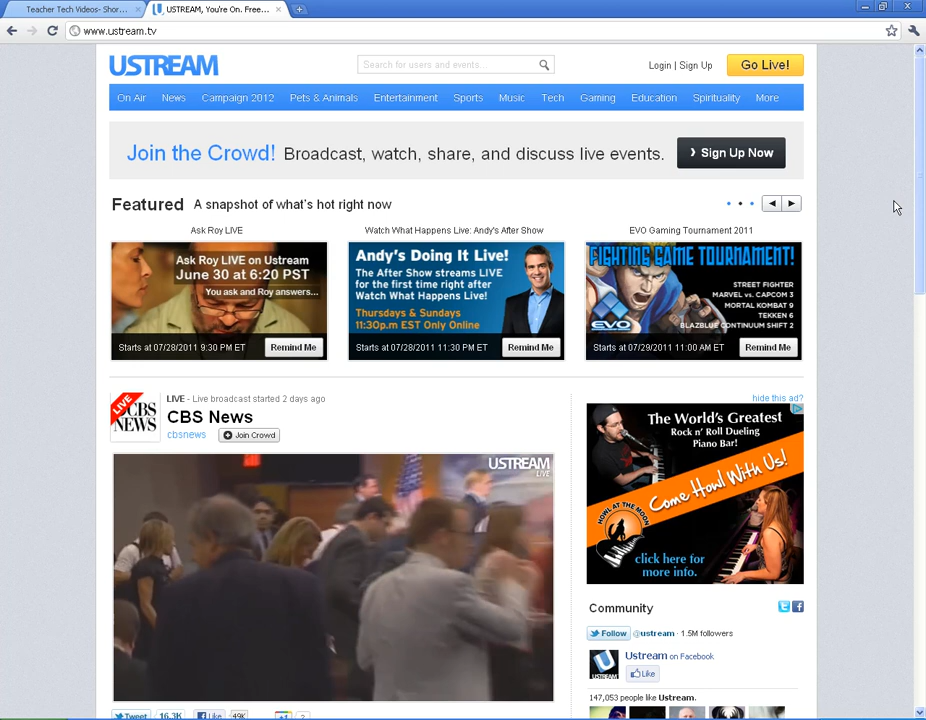 Teacher Tech Videos- Shor...
USTREAM, You're On. Free...
www.ustream.tv
USTREAM
Search for users and events...
Login | Sign Up
Go Live!
On Air News Campaign 2012 Pets & Animals Entertainment Sports Music Tech Gaming Education Spirituality More
Join the Crowd! Broadcast, watch, share, and discuss live events.
› Sign Up Now
Featured A snapshot of what's hot right now
Ask Roy LIVE
Ask Roy LIVE on Ustream
June 30 at 6:20 PST
You ask and Roy answers...
Starts at 07/28/2011 9:30 PM ET
Remind Me
Watch What Happens Live: Andy's After Show
Andy's Doing It Live!
The After Show streams LIVE
for the first time right after
Watch What Happens Live!
Thursdays & Sundays
11:30p.m EST Only Online
Starts at 07/28/2011 11:30 PM ET
Remind Me
EVO Gaming Tournament 2011
FIGHTING GAME TOURNAMENT!
STREET FIGHTER
MARVEL vs. CAPCOM 3
MORTAL KOMBAT 9
TEKKEN 6
BLAZBLUE CONTINUUM SHIFT 2
EVO
Starts at 07/29/2011 11:00 AM ET
Remind Me
LIVE
CBS
NEWS
LIVE - Live broadcast started 2 days ago
CBS News
cbsnews
Join Crowd
USTREAM
LIVE
hide this ad?
The World's Greatest
Rock n' Roll Dueling
Piano Bar!
Come Howl With Us!
HOWL AT THE MOON
click here for
more info.
Community
Follow @ustream · 1.5M followers
USTREAM
Ustream on Facebook
Like
147,053 people like Ustream.
Tweet 16.3K Like 49K +1 ?